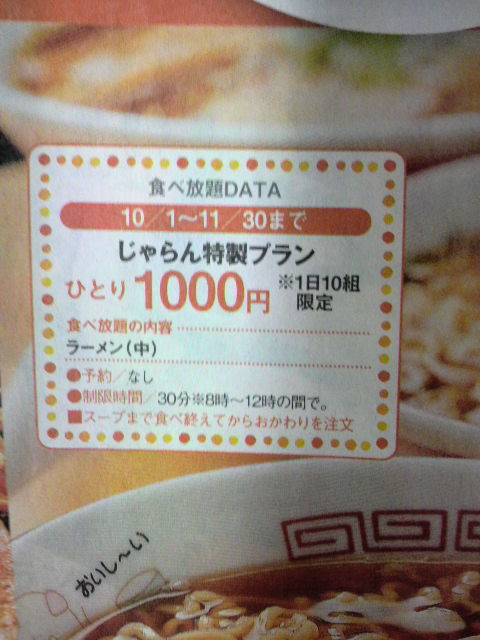 食べ放題DATA
10/1〜11/30まで
じゃらん特製プラン
ひとり1000円 ※1日10組限定
食べ放題の内容
ラーメン(中)
●予約/なし
●制限時間/30分※8時〜12時の間で。
■スープまで食べ終えてからおかわりを注文
おいし〜い